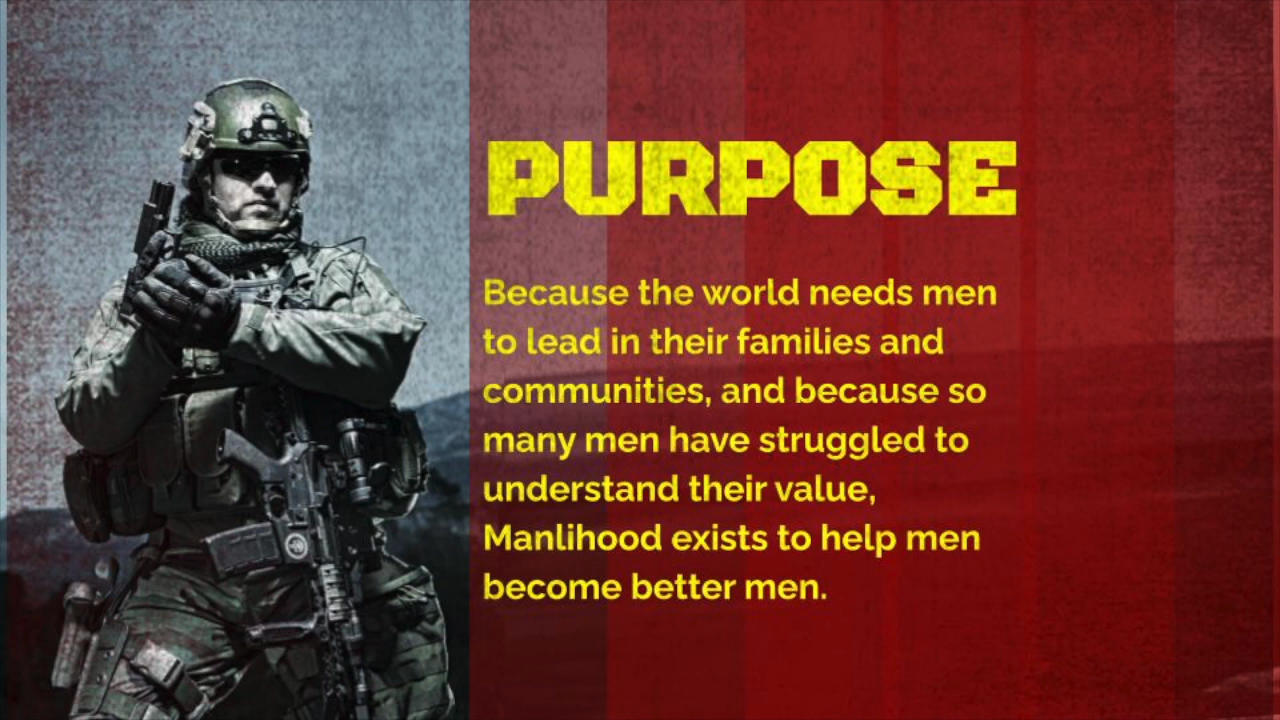 PURPOSE
Because the world needs men
to lead in their families and
communities, and because so
many men have struggled to
understand their value,
Manlihood exists to help men
become better men.